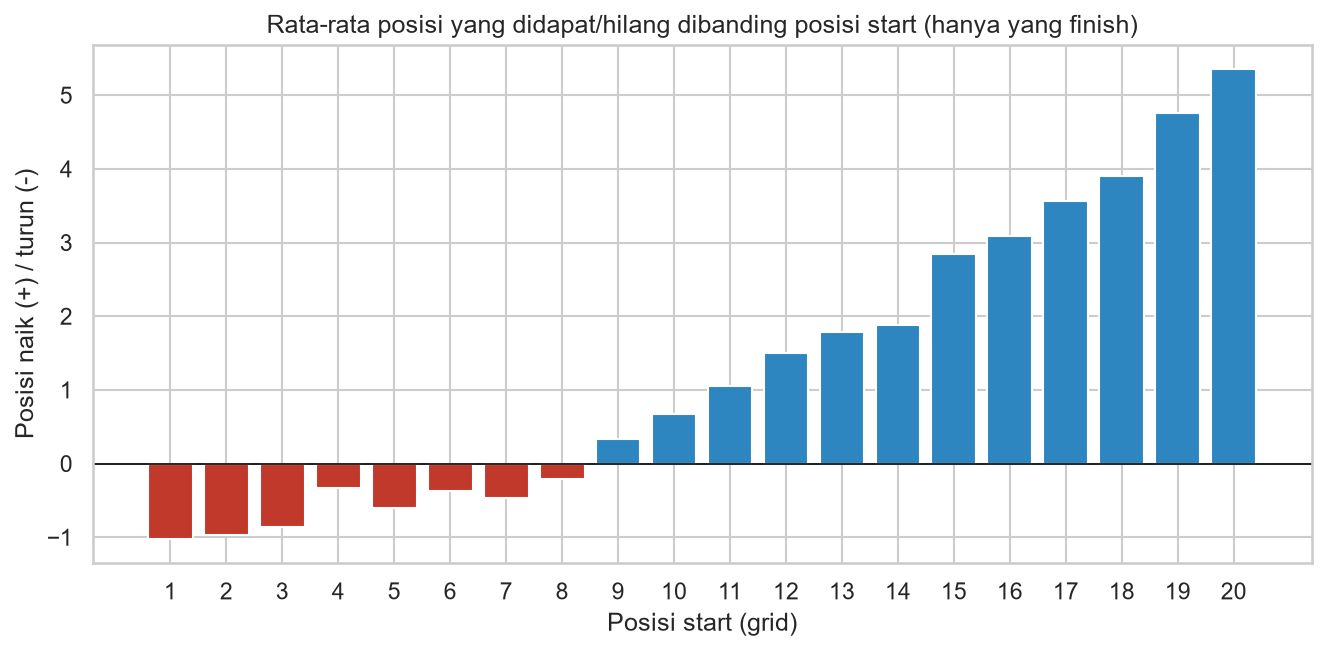 Rata-rata posisi yang didapat/hilang dibanding posisi start (hanya yang finish)
Posisi naik (+) / turun (-)
5
4
3
2
1
0
−1
1 2 3 4 5 6 7 8 9 10 11 12 13 14 15 16 17 18 19 20
Posisi start (grid)